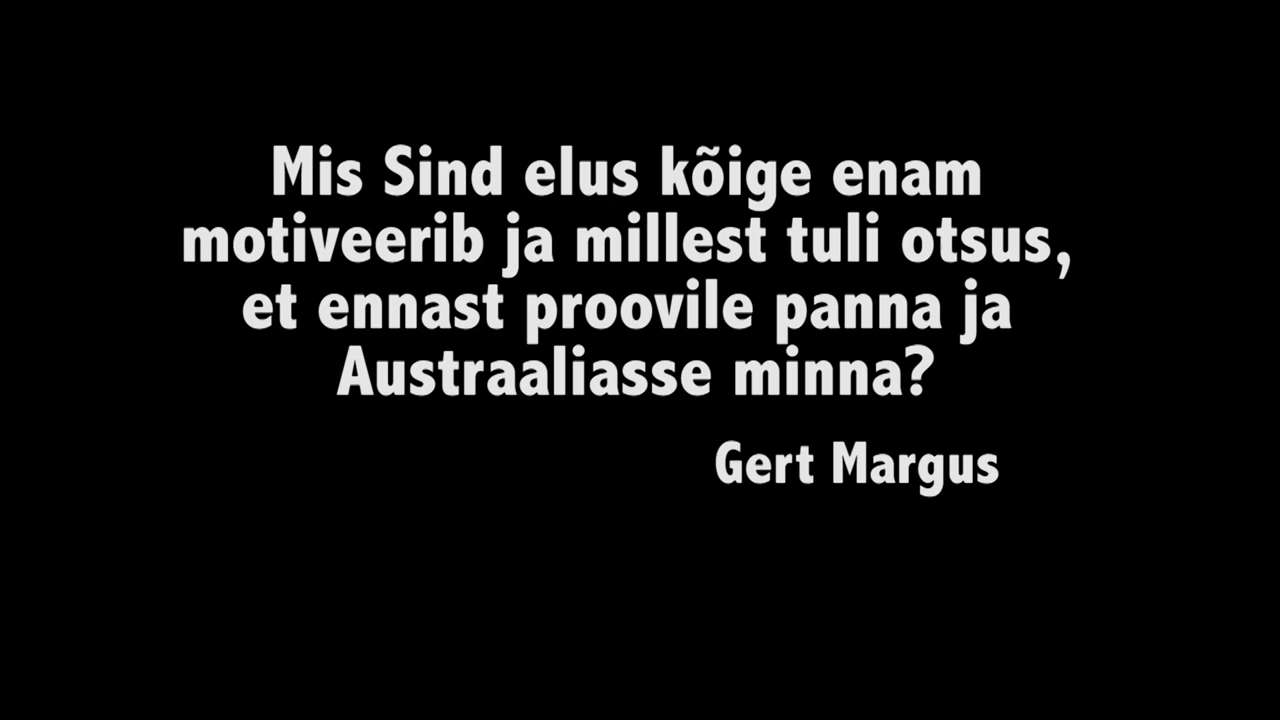 Mis Sind elus kõige enam
motiveerib ja millest tuli otsus,
et ennast proovile panna ja
Austraaliasse minna?
Gert Margus